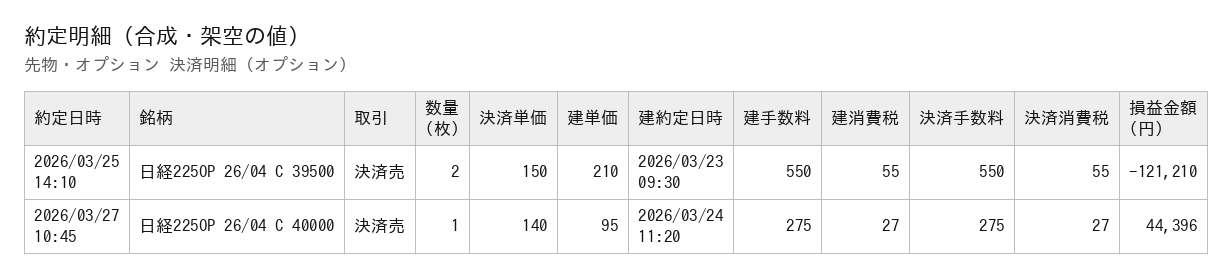 約定明細（合成・架空の値）
先物・オプション 決済明細（オプション）
約定日時 銘柄 取引 数量（枚） 決済単価 建単価 建約定日時 建手数料 建消費税 決済手数料 決済消費税 損益金額（円）
2026/03/25 14:10 日経225OP 26/04 C 39500 決済売 2 150 210 2026/03/23 09:30 550 55 550 55 -121,210
2026/03/27 10:45 日経225OP 26/04 C 40000 決済売 1 140 95 2026/03/24 11:20 275 27 275 27 44,396